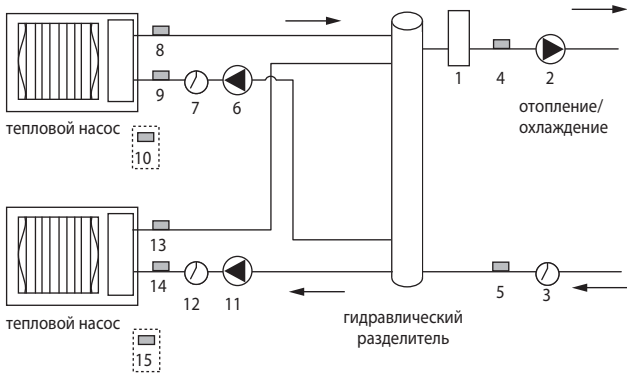 8
1
4
2
9
7
6
отопление/
охлаждение
тепловой насос
10
13
14
12
11
5
3
гидравлический
разделитель
тепловой насос
15